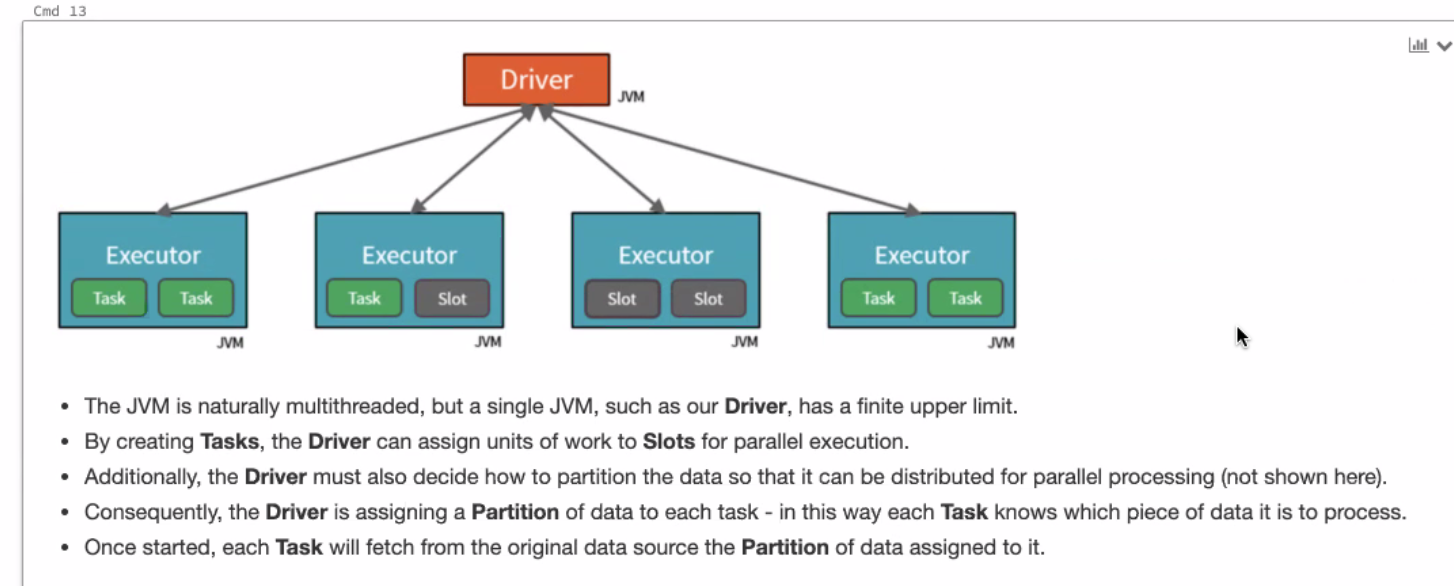 Cmd 13
Driver
JVM
Executor Executor Executor Executor
Task Task Task Slot Slot Slot Task Task
JVM JVM JVM JVM
• The JVM is naturally multithreaded, but a single JVM, such as our Driver, has a finite upper limit.
• By creating Tasks, the Driver can assign units of work to Slots for parallel execution.
• Additionally, the Driver must also decide how to partition the data so that it can be distributed for parallel processing (not shown here).
• Consequently, the Driver is assigning a Partition of data to each task - in this way each Task knows which piece of data it is to process.
• Once started, each Task will fetch from the original data source the Partition of data assigned to it.